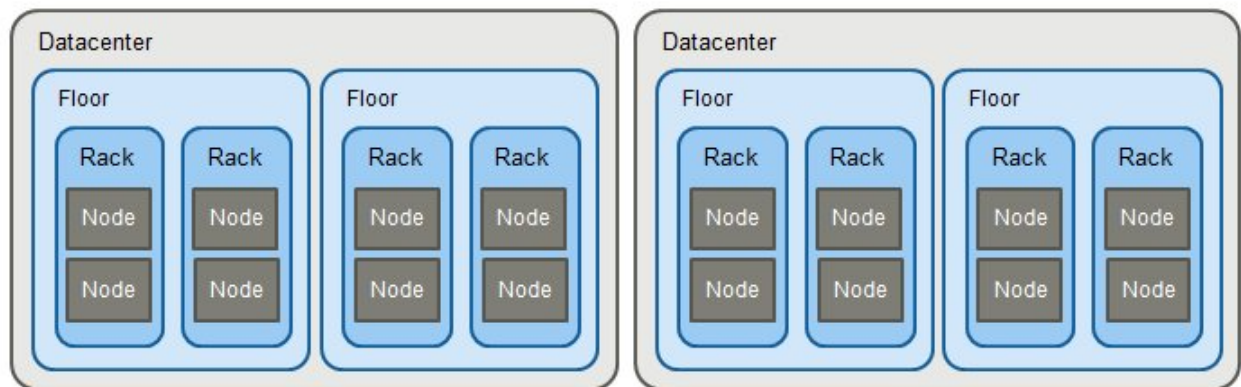 Datacenter Datacenter
Floor Floor Floor Floor
Rack Rack Rack Rack Rack Rack Rack Rack
Node Node Node Node Node Node Node Node
Node Node Node Node Node Node Node Node